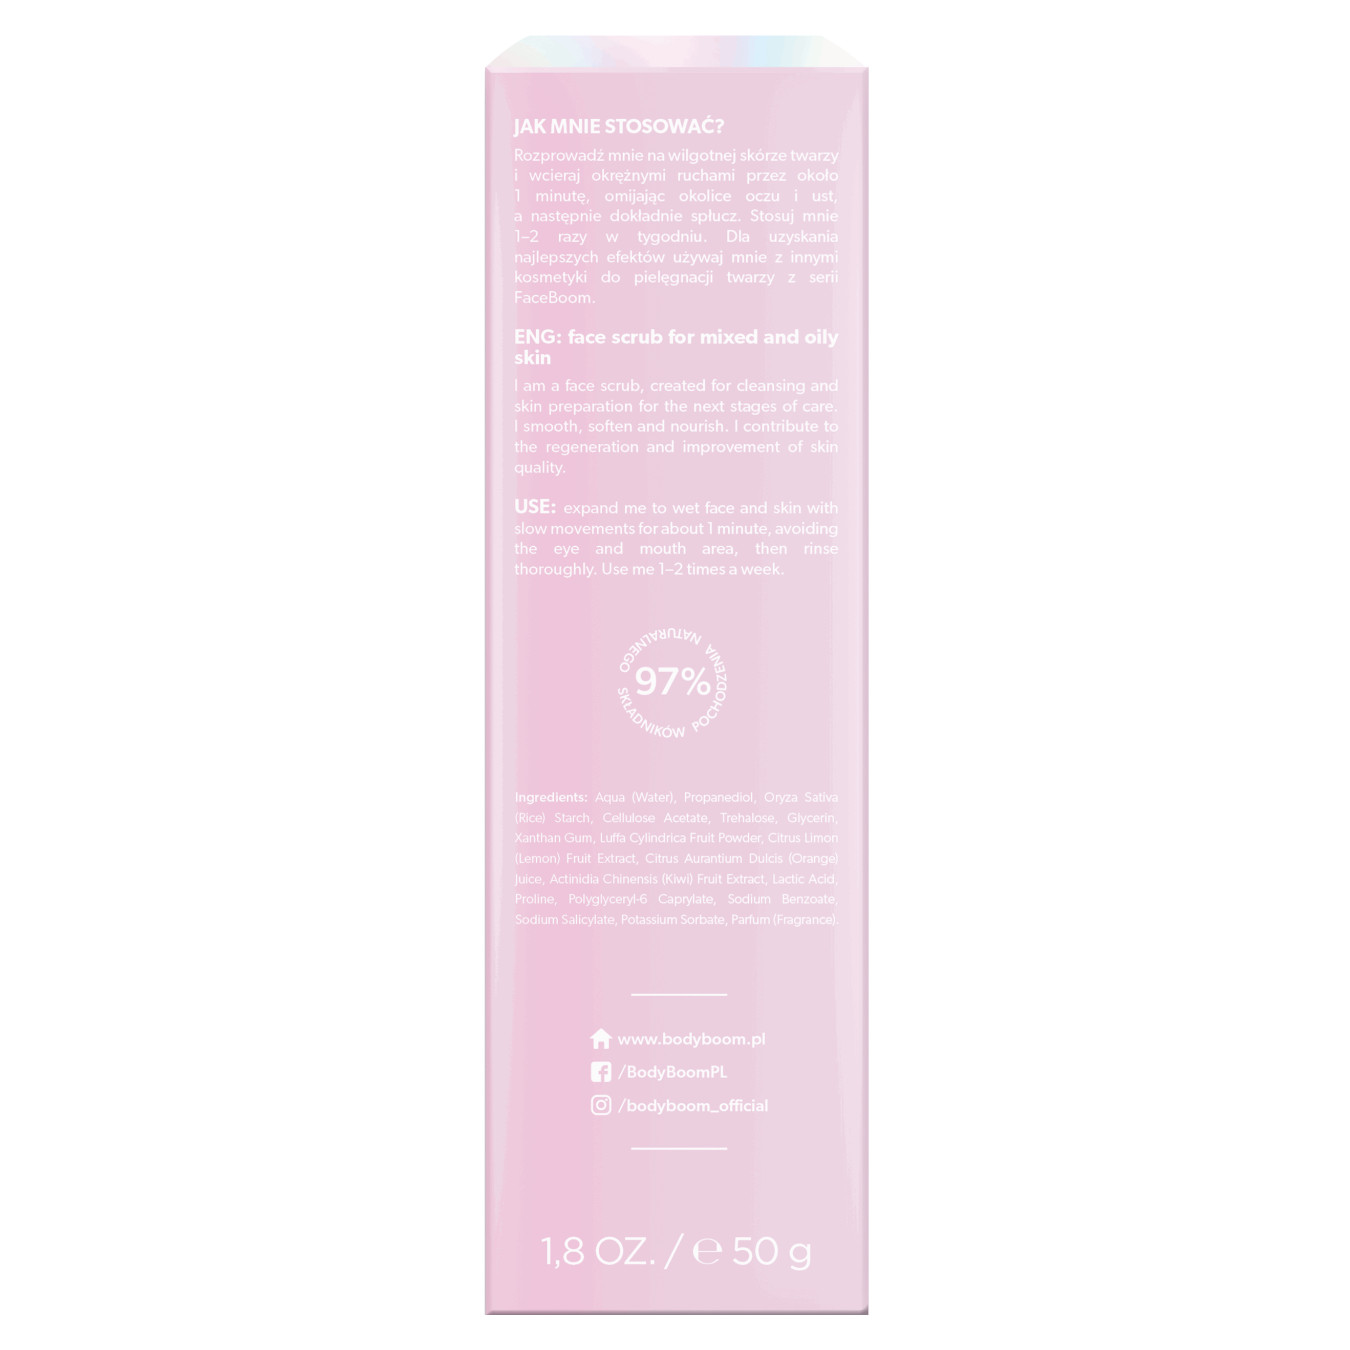 JAK MNIE STOSOWAĆ?
Rozprowadź mnie na wilgotnej skórze twarzy
i wcieraj okrężnymi ruchami przez około
1 minutę, omijając okolice oczu i ust,
a następnie dokładnie spłucz. Stosuj mnie
1–2 razy w tygodniu. Dla uzyskania
najlepszych efektów używaj mnie z innymi
kosmetyki do pielęgnacji twarzy z serii
FaceBoom.
ENG: face scrub for mixed and oily
skin
I am a face scrub, created for cleansing and
skin preparation for the next stages of care.
I smooth, soften and nourish. I contribute to
the regeneration and improvement of skin
quality.
USE: expand me to wet face and skin with
slow movements for about 1 minute, avoiding
the eye and mouth area, then rinse
thoroughly. Use me 1–2 times a week.
97%
SKŁADNIKÓW POCHODZENIA NATURALNEGO
Ingredients: Aqua (Water), Propanediol, Oryza Sativa
(Rice) Starch, Cellulose Acetate, Trehalose, Glycerin,
Xanthan Gum, Luffa Cylindrica Fruit Powder, Citrus Limon
(Lemon) Fruit Extract, Citrus Aurantium Dulcis (Orange)
Juice, Actinidia Chinensis (Kiwi) Fruit Extract, Lactic Acid,
Proline, Polyglyceryl-6 Caprylate, Sodium Benzoate,
Sodium Salicylate, Potassium Sorbate, Parfum (Fragrance).
www.bodyboom.pl
/BodyBoomPL
/bodyboom_official
1,8 OZ. / ℮ 50 g